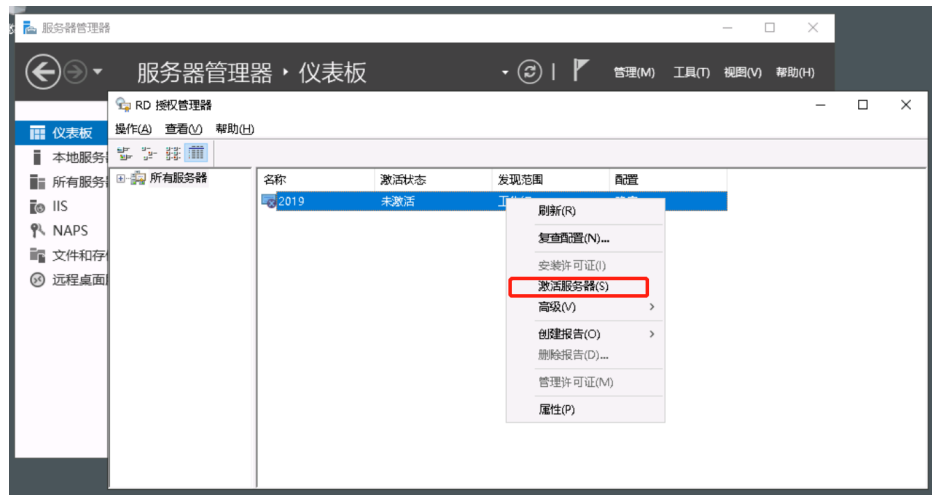 服务器管理器
服务器管理器 · 仪表板
管理(M) 工具(T) 视图(V) 帮助(H)
RD 授权管理器
操作(A) 查看(V) 帮助(H)
仪表板
本地服务
所有服务
IIS
NAPS
文件和存
远程桌面
所有服务器
名称 激活状态 发现范围 配置
2019 未激活
刷新(R)
复查配置(N)...
安装许可证(I)
激活服务器(S)
高级(V)
创建报告(O)
删除报告(D)...
管理许可证(M)
属性(P)